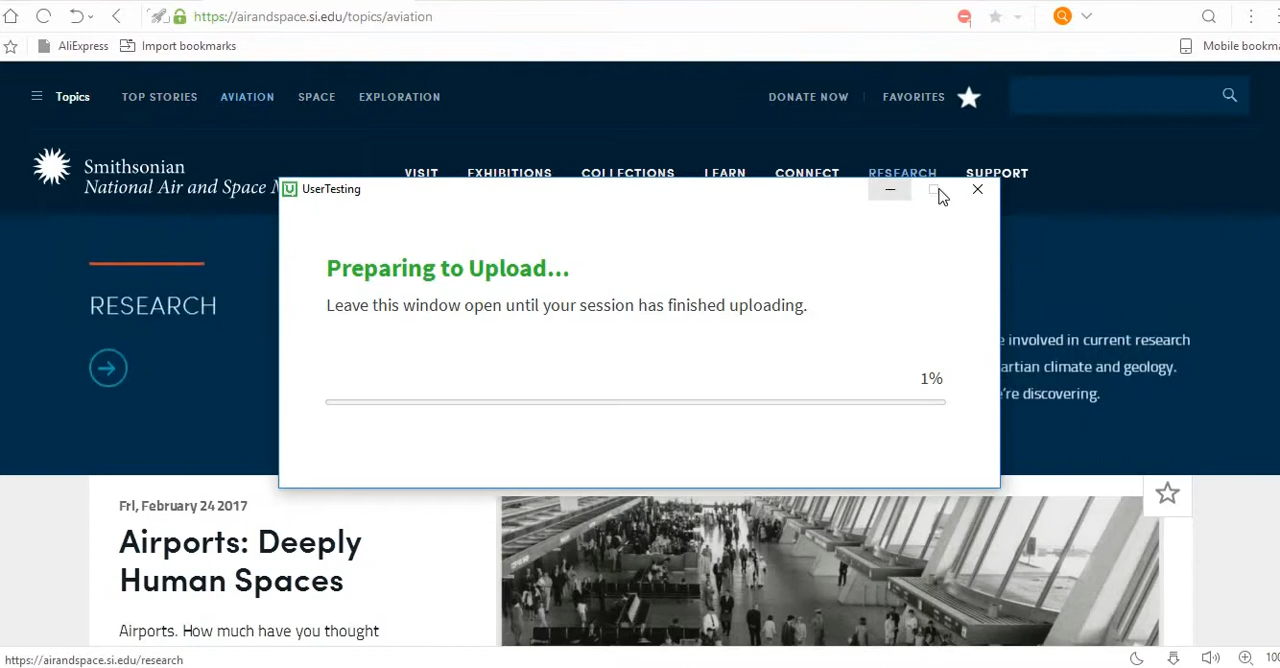 https://airandspace.si.edu/topics/aviation
AliExpress Import bookmarks
Topics TOP STORIES AVIATION SPACE EXPLORATION DONATE NOW FAVORITES
Smithsonian
National Air and Space
VISIT EXHIBITIONS COLLECTIONS LEARN CONNECT RESEARCH SUPPORT
UserTesting
Preparing to Upload...
Leave this window open until your session has finished uploading.
1%
RESEARCH
e involved in current research
artian climate and geology.
're discovering.
Fri, February 24 2017
Airports: Deeply
Human Spaces
Airports. How much have you thought
https://airandspace.si.edu/research